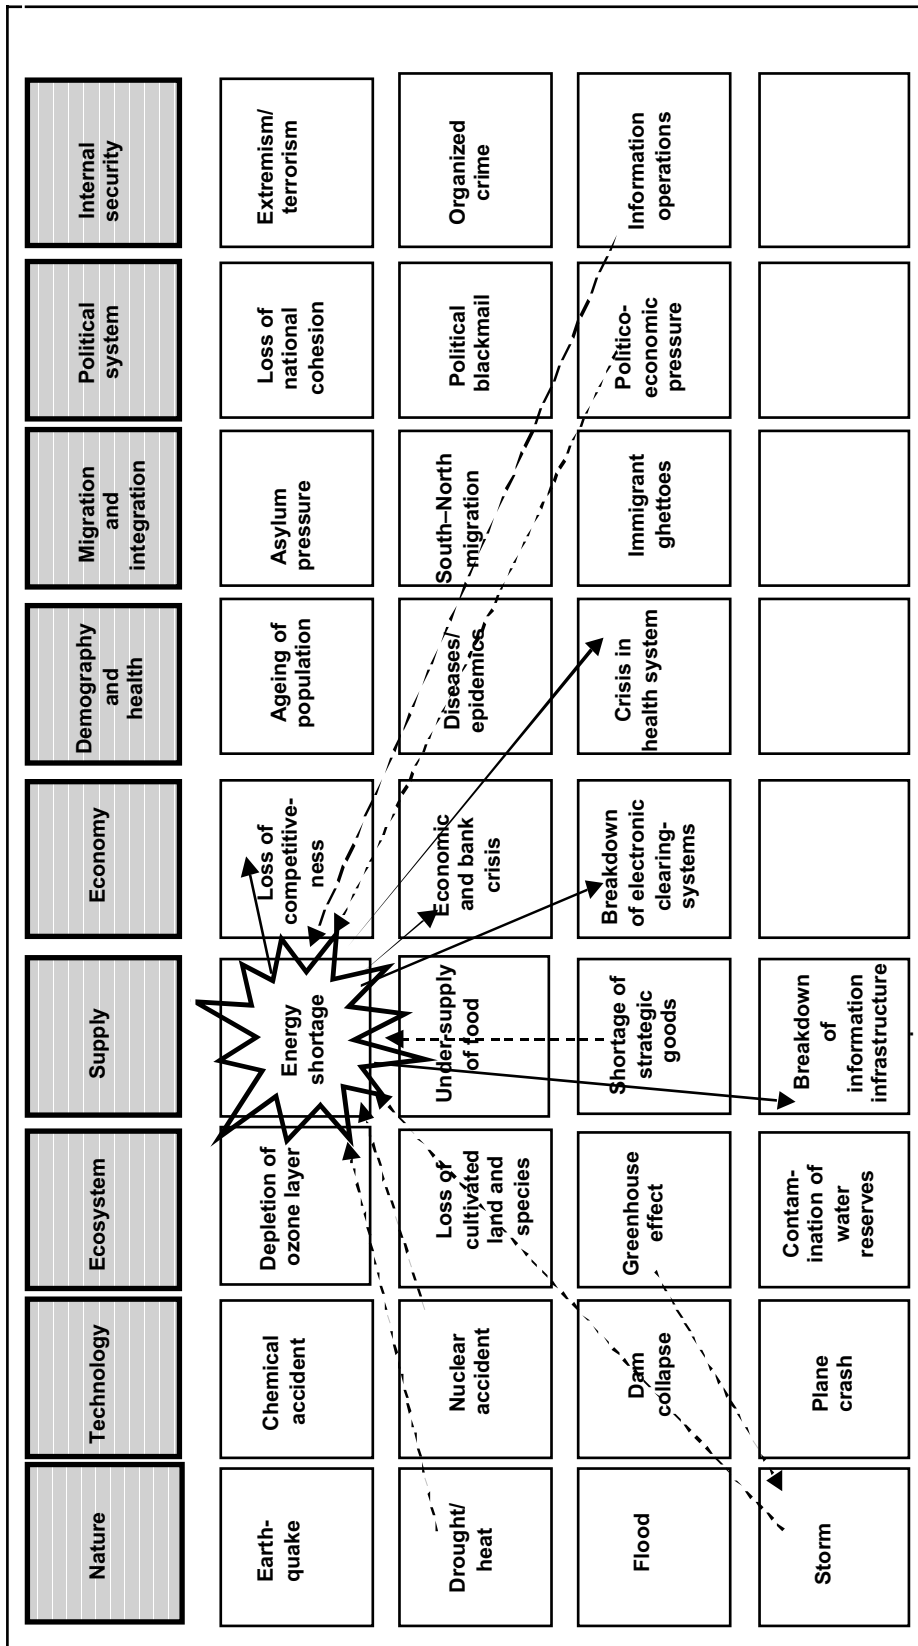 Nature
Technology
Ecosystem
Supply
Economy
Demography
and
health
Migration
and
integration
Political
system
Internal
security
Earth-
quake
Chemical
accident
Depletion of
ozone layer
Energy
shortage
Loss of
competitive-
ness
Ageing of
population
Asylum
pressure
Loss of
national
cohesion
Extremism/
terrorism
Drought/
heat
Nuclear
accident
Loss of
cultivated
land and
species
Under-supply
of food
Economic
and bank
crisis
Diseases/
epidemics
South–North
migration
Political
blackmail
Organized
crime
Flood
Dam
collapse
Greenhouse
effect
Shortage of
strategic
goods
Breakdown
of electronic
clearing-
systems
Crisis in
health system
Immigrant
ghettoes
Politico-
economic
pressure
Information
operations
Storm
Plane
crash
Contam-
ination of
water
reserves
Breakdown
of
information
infrastructure